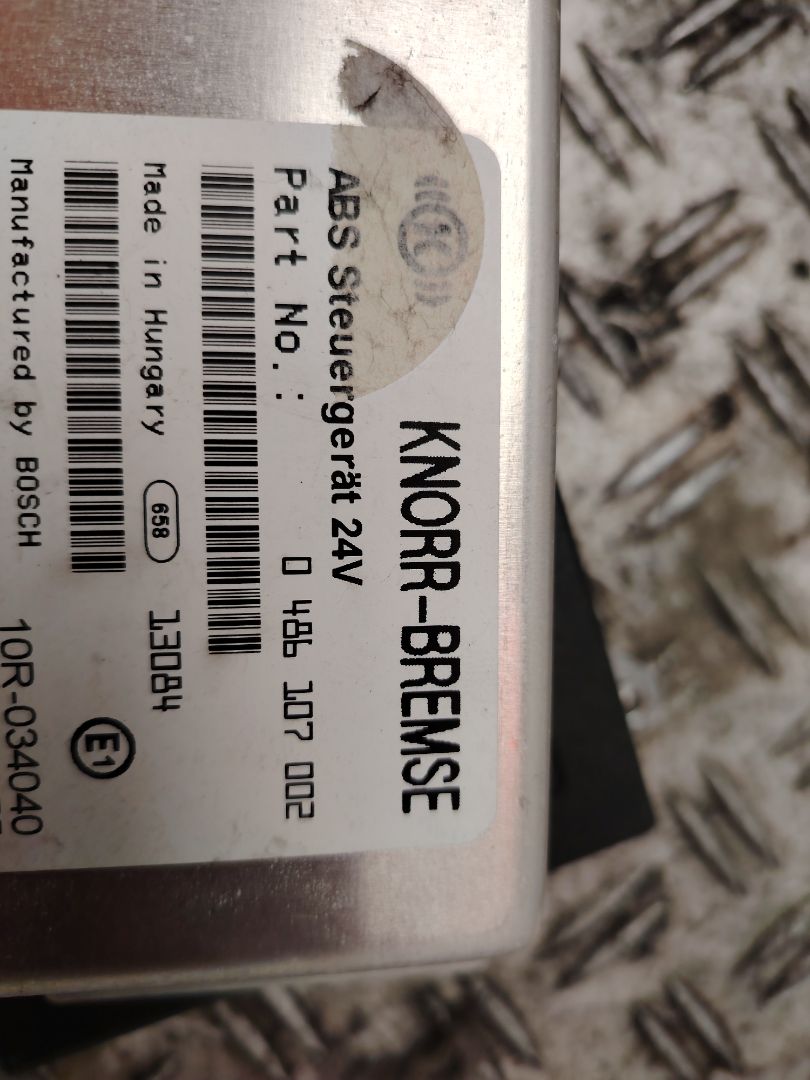 KNORR-BREMSE
ABS Steuergerät 24V
Part No.: 0 486 107 002
Made in Hungary 658 13084
E1
Manufactured by BOSCH 10R-034040